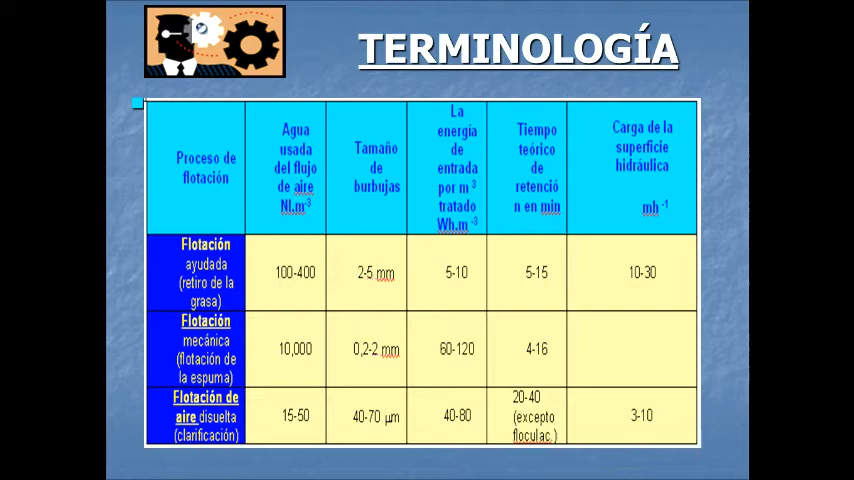 TERMINOLOGÍA
Proceso de
flotación
Agua
usada
del flujo
de aire
Nl.m-3
Tamaño
de
burbujas
La
energía
de
entrada
por m 3
tratado
Wh.m -3
Tiempo
teórico
de
retenció
n en min
Carga de la
superficie
hidráulica
mh -1
Flotación
ayudada
(retiro de la
grasa)
100-400
2-5 mm
5-10
5-15
10-30
Flotación
mecánica
(flotación de
la espuma)
10,000
0,2-2 mm
60-120
4-16
Flotación de
aire disuelta
(clarificación)
15-50
40-70 μm
40-80
20-40
(excepto
floculac.)
3-10